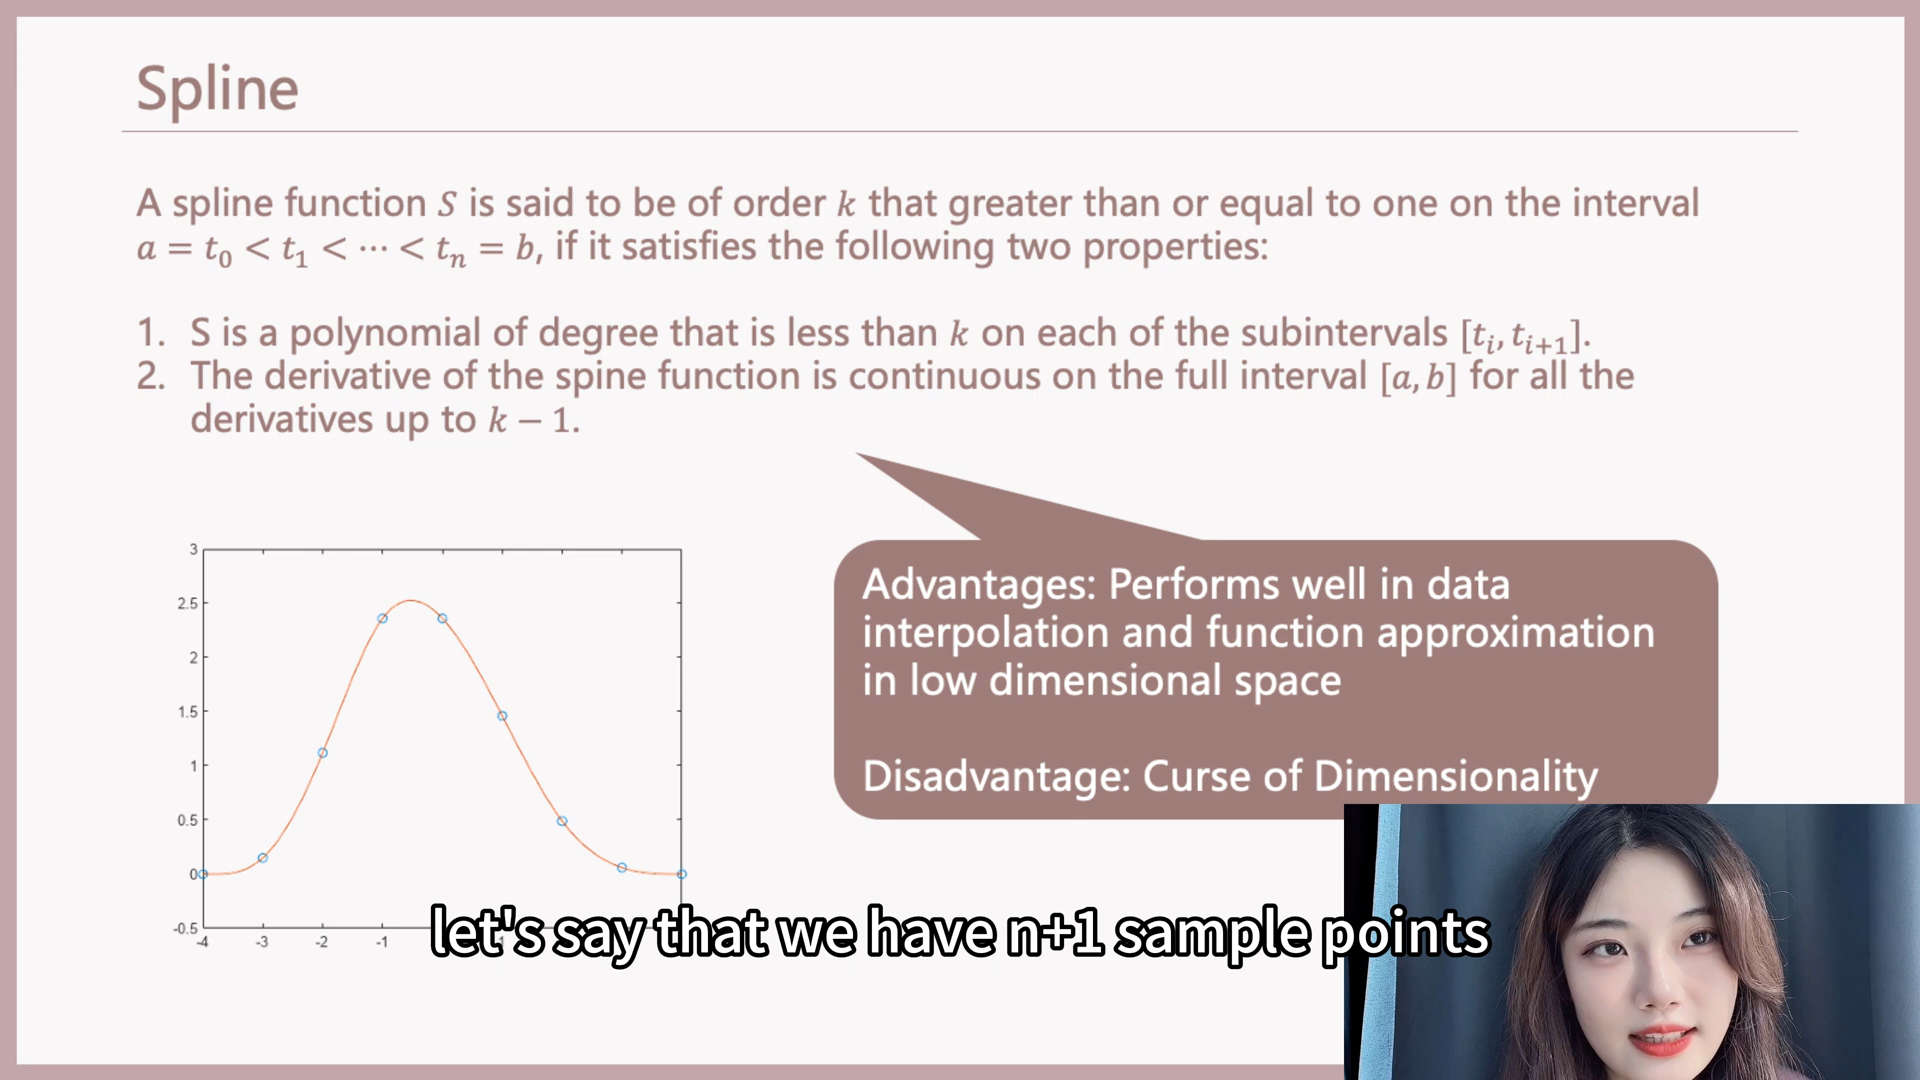 Spline
A spline function S is said to be of order k that greater than or equal to one on the interval
a = t₀ < t₁ < ⋯ < tₙ = b, if it satisfies the following two properties:
1. S is a polynomial of degree that is less than k on each of the subintervals [tᵢ, tᵢ₊₁].
2. The derivative of the spine function is continuous on the full interval [a, b] for all the
derivatives up to k − 1.
3
2.5
2
1.5
1
0.5
0
-0.5
-4 -3 -2 -1
Advantages: Performs well in data
interpolation and function approximation
in low dimensional space
Disadvantage: Curse of Dimensionality
let's say that we have n+1 sample points